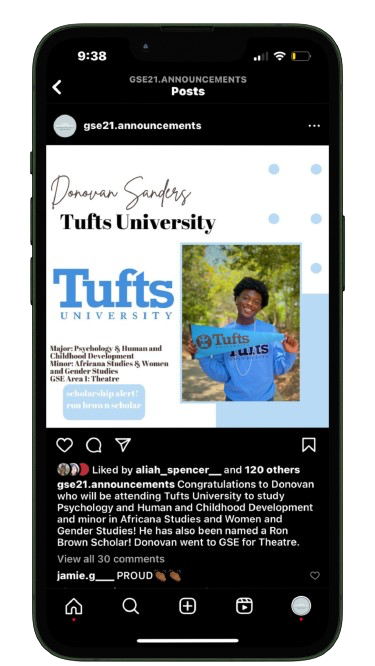 9:38
GSE21.ANNOUNCEMENTS
Posts
gse21.announcements
Donovan Sanders
Tufts University
Tufts
UNIVERSITY
Major: Psychology & Human and
Childhood Development
Minor: Africana Studies & Women
and Gender Studies
GSE Area 1: Theatre
scholarship alert!
ron brown scholar
Tufts
Tufts
Liked by aliah_spencer__ and 120 others
gse21.announcements Congratulations to Donovan
who will be attending Tufts University to study
Psychology and Human and Childhood Development
and minor in Africana Studies and Women and
Gender Studies! He has also been named a Ron
Brown Scholar! Donovan went to GSE for Theatre.
View all 30 comments
jamie.g____ PROUD👏🏾👏🏾